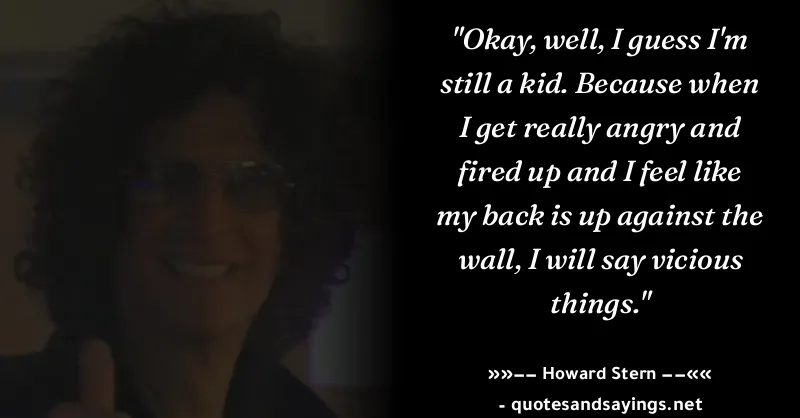 "Okay, well, I guess I'm
still a kid. Because when
I get really angry and
fired up and I feel like
my back is up against the
wall, I will say vicious
things."
»»−− Howard Stern −−««
- quotesandsayings.net